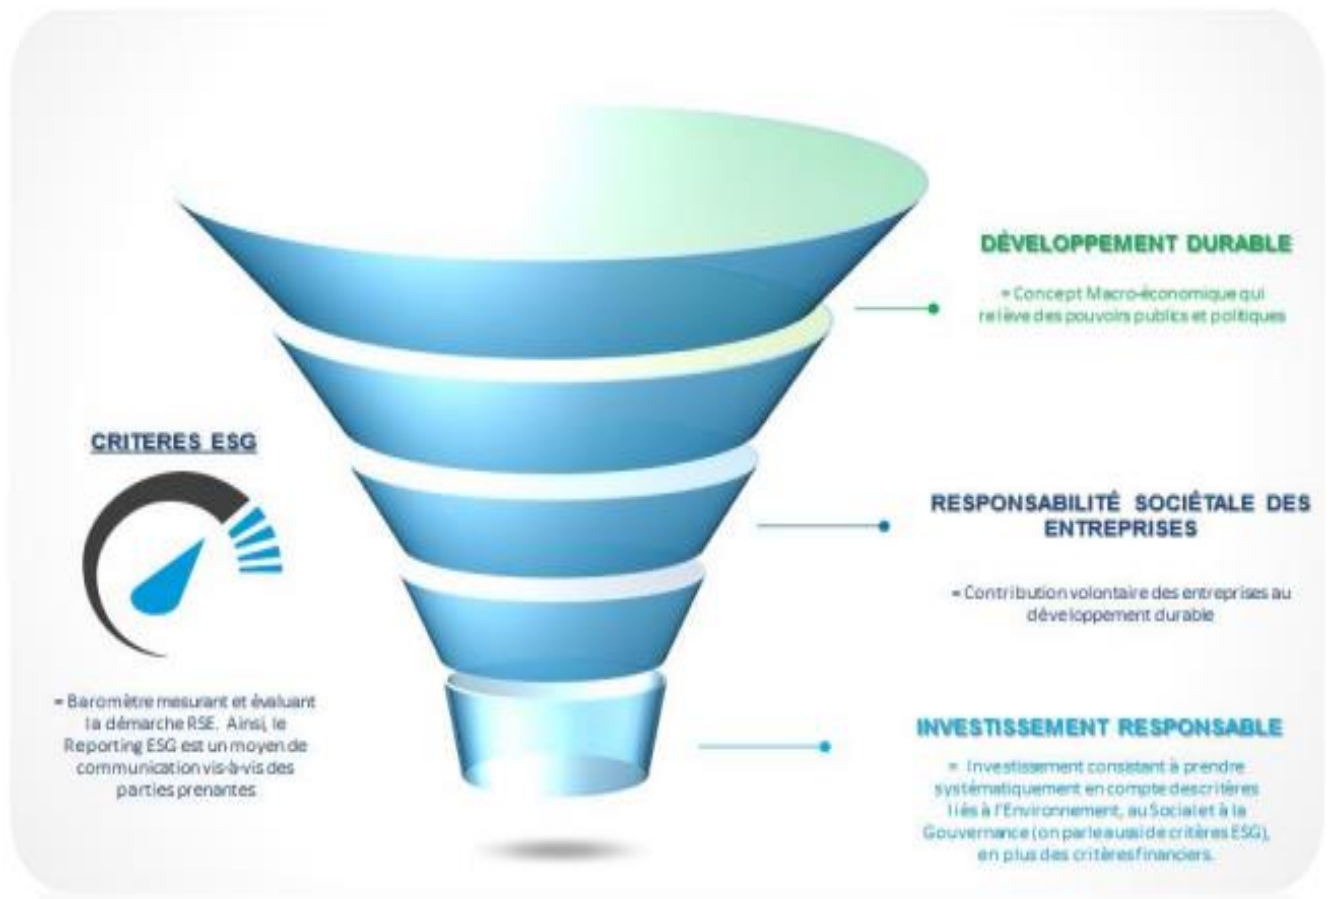 DÉVELOPPEMENT DURABLE
= Concept Macro-économique qui
relève des pouvoirs publics et politiques
CRITERES ESG
= Baromètre mesurant et évaluant
la démarche RSE. Ainsi, le
Reporting ESG est un moyen de
communication vis-à-vis des
parties prenantes
RESPONSABILITÉ SOCIÉTALE DES
ENTREPRISES
= Contribution volontaire des entreprises au
développement durable
INVESTISSEMENT RESPONSABLE
= Investissement consistant à prendre
systématiquement en compte des critères
liés à l'Environnement, au Social et à la
Gouvernance (on parle aussi de critères ESG),
en plus des critères financiers.